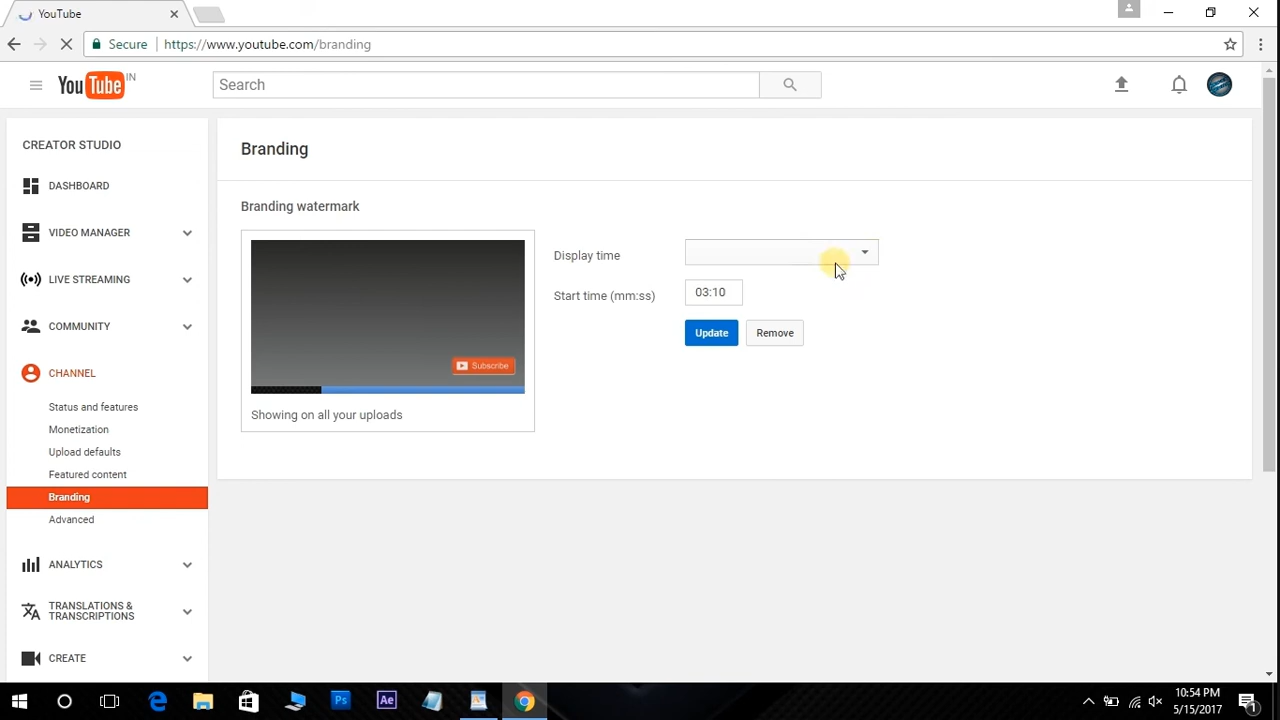 YouTube
Secure https://www.youtube.com/branding
YouTube IN
Search
CREATOR STUDIO
DASHBOARD
VIDEO MANAGER
LIVE STREAMING
COMMUNITY
CHANNEL
Status and features
Monetization
Upload defaults
Featured content
Branding
Advanced
ANALYTICS
TRANSLATIONS &
TRANSCRIPTIONS
CREATE
Branding
Branding watermark
Subscribe
Showing on all your uploads
Display time
Start time (mm:ss) 03:10
Update Remove
Ps Ae
10:54 PM
5/15/2017
1